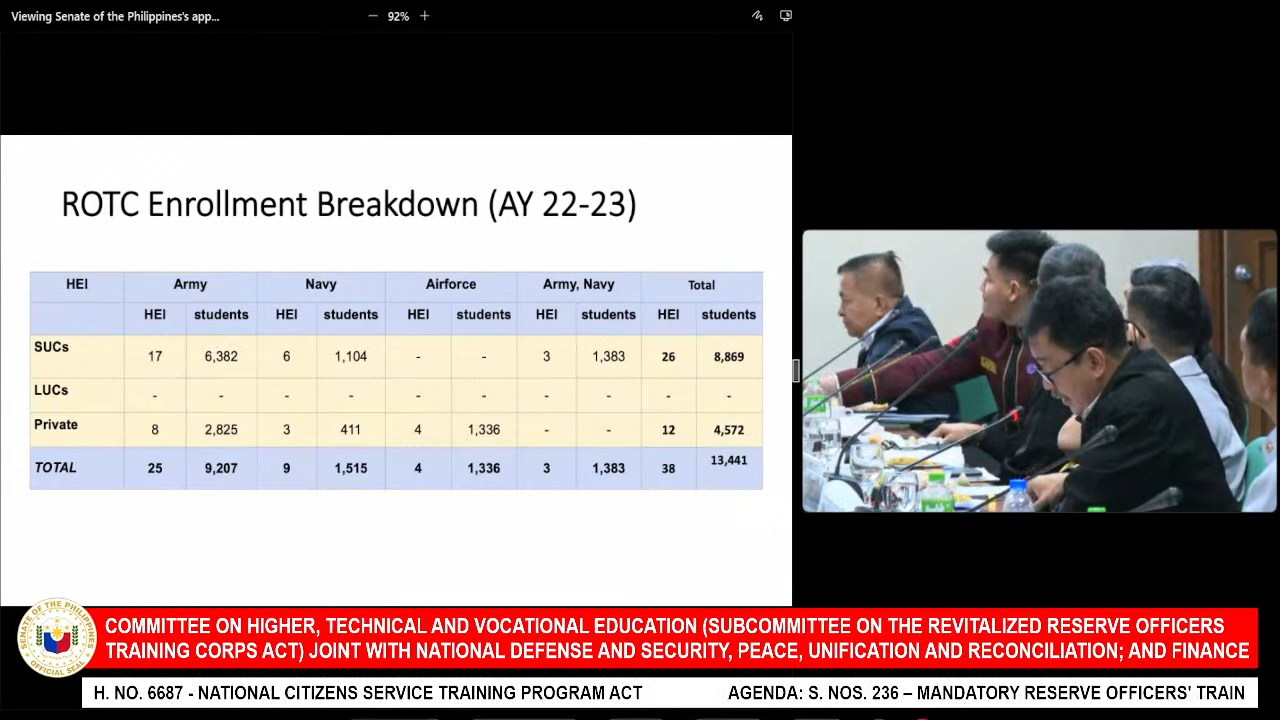 Viewing Senate of the Philippines's app...
92%
ROTC Enrollment Breakdown (AY 22-23)
HEI Army Navy Airforce Army, Navy Total
HEI students HEI students HEI students HEI students HEI students
SUCs 17 6,382 6 1,104 - - 3 1,383 26 8,869
LUCs - - - - - - - - - -
Private 8 2,825 3 411 4 1,336 - - 12 4,572
TOTAL 25 9,207 9 1,515 4 1,336 3 1,383 38 13,441
SENATE OF THE PHILIPPINES
OFFICIAL SEAL
COMMITTEE ON HIGHER, TECHNICAL AND VOCATIONAL EDUCATION (SUBCOMMITTEE ON THE REVITALIZED RESERVE OFFICERS
TRAINING CORPS ACT) JOINT WITH NATIONAL DEFENSE AND SECURITY, PEACE, UNIFICATION AND RECONCILIATION; AND FINANCE
H. NO. 6687 - NATIONAL CITIZENS SERVICE TRAINING PROGRAM ACT
AGENDA: S. NOS. 236 – MANDATORY RESERVE OFFICERS' TRAIN